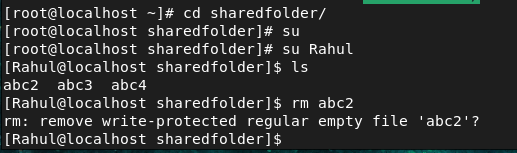 [root@localhost ~]# cd sharedfolder/
[root@localhost sharedfolder]# su
[root@localhost sharedfolder]# su Rahul
[Rahul@localhost sharedfolder]$ ls
abc2  abc3  abc4
[Rahul@localhost sharedfolder]$ rm abc2
rm: remove write-protected regular empty file 'abc2'?
[Rahul@localhost sharedfolder]$